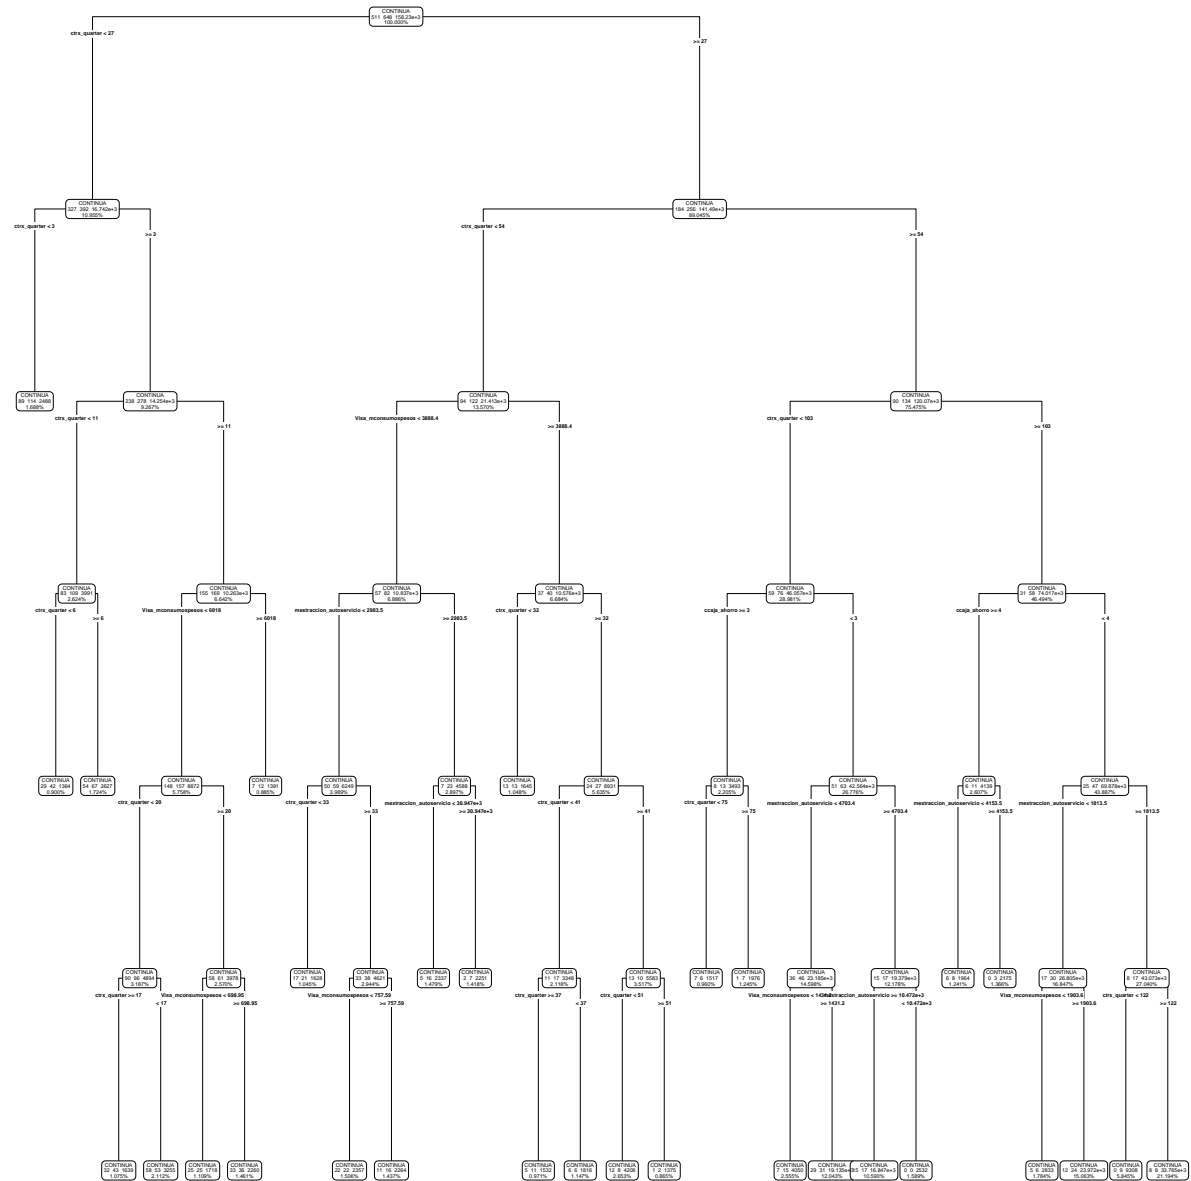 CONTINUA
511 648 158.23e+3
100.000%
ctrx_quarter < 27
>= 27
CONTINUA
327 392 16.742e+3
10.955%
CONTINUA
184 256 141.49e+3
89.045%
ctrx_quarter < 3
>= 3
ctrx_quarter < 54
>= 54
CONTINUA
89 114 2488
1.688%
CONTINUA
238 278 14.254e+3
9.267%
CONTINUA
94 122 21.413e+3
13.570%
CONTINUA
90 134 120.07e+3
75.475%
ctrx_quarter < 11
>= 11
Visa_mconsumospesos < 3888.4
>= 3888.4
ctrx_quarter < 103
>= 103
CONTINUA
83 109 3991
2.624%
CONTINUA
155 169 10.263e+3
6.642%
CONTINUA
57 82 10.837e+3
6.886%
CONTINUA
37 40 10.576e+3
6.684%
CONTINUA
59 76 46.057e+3
28.981%
CONTINUA
31 58 74.017e+3
46.494%
ctrx_quarter < 6
>= 6
Visa_mconsumospesos < 6018
>= 6018
mextraccion_autoservicio < 2983.5
>= 2983.5
ctrx_quarter < 32
>= 32
ccaja_ahorro >= 3
< 3
ccaja_ahorro >= 4
< 4
CONTINUA
29 42 1364
0.900%
CONTINUA
54 67 2627
1.724%
CONTINUA
148 157 8872
5.758%
CONTINUA
7 12 1391
0.885%
CONTINUA
50 59 6249
3.989%
CONTINUA
7 23 4588
2.897%
CONTINUA
13 13 1645
1.048%
CONTINUA
24 27 8931
5.635%
CONTINUA
8 13 3493
2.205%
CONTINUA
51 63 42.564e+3
26.776%
CONTINUA
6 11 4139
2.607%
CONTINUA
25 47 69.878e+3
43.887%
ctrx_quarter < 20
>= 20
ctrx_quarter < 33
>= 33
mextraccion_autoservicio < 30.947e+3
>= 30.947e+3
ctrx_quarter < 41
>= 41
ctrx_quarter < 75
>= 75
mextraccion_autoservicio < 4703.4
>= 4703.4
mextraccion_autoservicio < 4153.5
>= 4153.5
mextraccion_autoservicio < 1813.5
>= 1813.5
CONTINUA
90 96 4894
3.187%
CONTINUA
58 61 3978
2.570%
CONTINUA
17 21 1628
1.045%
CONTINUA
33 38 4621
2.944%
CONTINUA
5 16 2337
1.479%
CONTINUA
2 7 2251
1.418%
CONTINUA
11 17 3348
2.118%
CONTINUA
13 10 5583
3.517%
CONTINUA
7 6 1517
0.960%
CONTINUA
1 7 1976
1.245%
CONTINUA
36 46 23.185e+3
14.598%
CONTINUA
15 17 19.379e+3
12.178%
CONTINUA
6 8 1964
1.241%
CONTINUA
0 3 2175
1.366%
CONTINUA
17 30 26.805e+3
16.847%
CONTINUA
8 17 43.073e+3
27.040%
ctrx_quarter >= 17
< 17
Visa_mconsumospesos < 698.95
>= 698.95
Visa_mconsumospesos < 757.59
>= 757.59
ctrx_quarter >= 37
< 37
ctrx_quarter < 51
>= 51
Visa_mconsumospesos <
>= 1431.2
>= 10.472e+3
< 10.472e+3
Visa_mconsumospesos < 1903.6
>= 1903.6
ctrx_quarter < 122
>= 122
CONTINUA
32 43 1639
1.075%
CONTINUA
58 53 3255
2.112%
CONTINUA
25 25 1718
1.109%
CONTINUA
33 36 2260
1.461%
CONTINUA
22 22 2357
1.506%
CONTINUA
11 16 2264
1.437%
CONTINUA
5 11 1532
0.971%
CONTINUA
6 6 1816
1.147%
CONTINUA
12 8 4208
2.653%
CONTINUA
1 2 1375
0.865%
CONTINUA
7 15 4050
2.555%
CONTINUA
29 31
12.043%
CONTINUA
15 17 16.847e+3
10.590%
CONTINUA
0 0 2532
1.589%
CONTINUA
5 6 2833
1.784%
CONTINUA
12 24 23.972e+3
15.063%
CONTINUA
0 9 9308
5.845%
CONTINUA
8 8 33.765e+3
21.194%